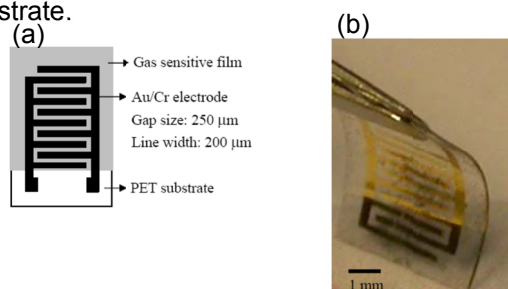 strate.
(a)
(b)
Gas sensitive film
Au/Cr electrode
Gap size: 250 μm
Line width: 200 μm
PET substrate
1 mm